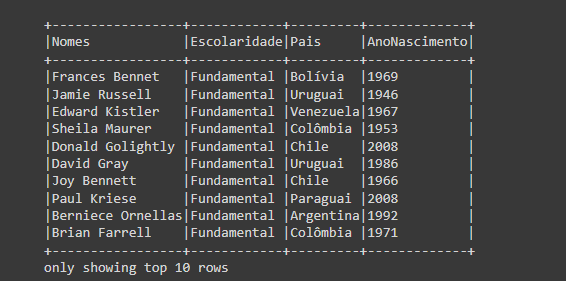 +-----------------+------------+---------+-------------+
|Nomes            |Escolaridade|Pais     |AnoNascimento|
+-----------------+------------+---------+-------------+
|Frances Bennet   |Fundamental |Bolívia  |1969         |
|Jamie Russell    |Fundamental |Uruguai  |1946         |
|Edward Kistler   |Fundamental |Venezuela|1967         |
|Sheila Maurer    |Fundamental |Colômbia |1953         |
|Donald Golightly |Fundamental |Chile    |2008         |
|David Gray       |Fundamental |Uruguai  |1986         |
|Joy Bennett      |Fundamental |Chile    |1966         |
|Paul Kriese      |Fundamental |Paraguai |2008         |
|Berniece Ornellas|Fundamental |Argentina|1992         |
|Brian Farrell    |Fundamental |Colômbia |1971         |
+-----------------+------------+---------+-------------+
only showing top 10 rows